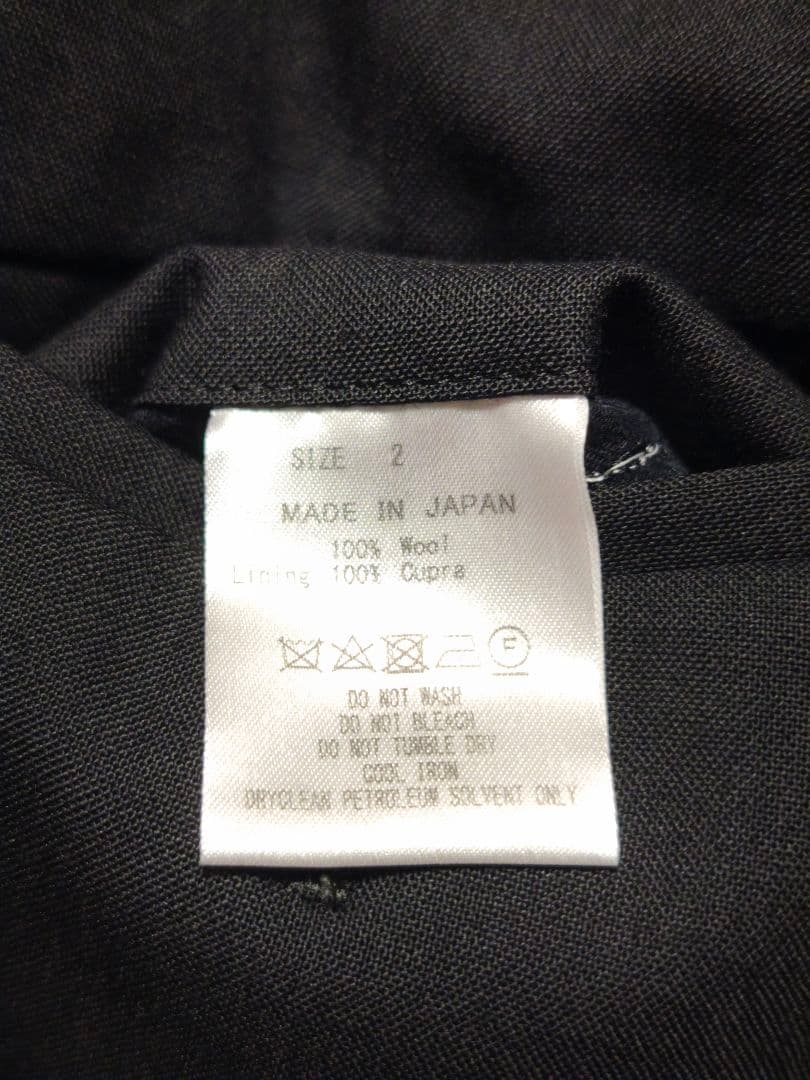 SIZE 2
MADE IN JAPAN
100% Wool
Lining 100% Cupra
F
DO NOT WASH
DO NOT BLEACH
DO NOT TUMBLE DRY
COOL IRON
DRYCLEAN PETROLEUM SOLVENT ONLY